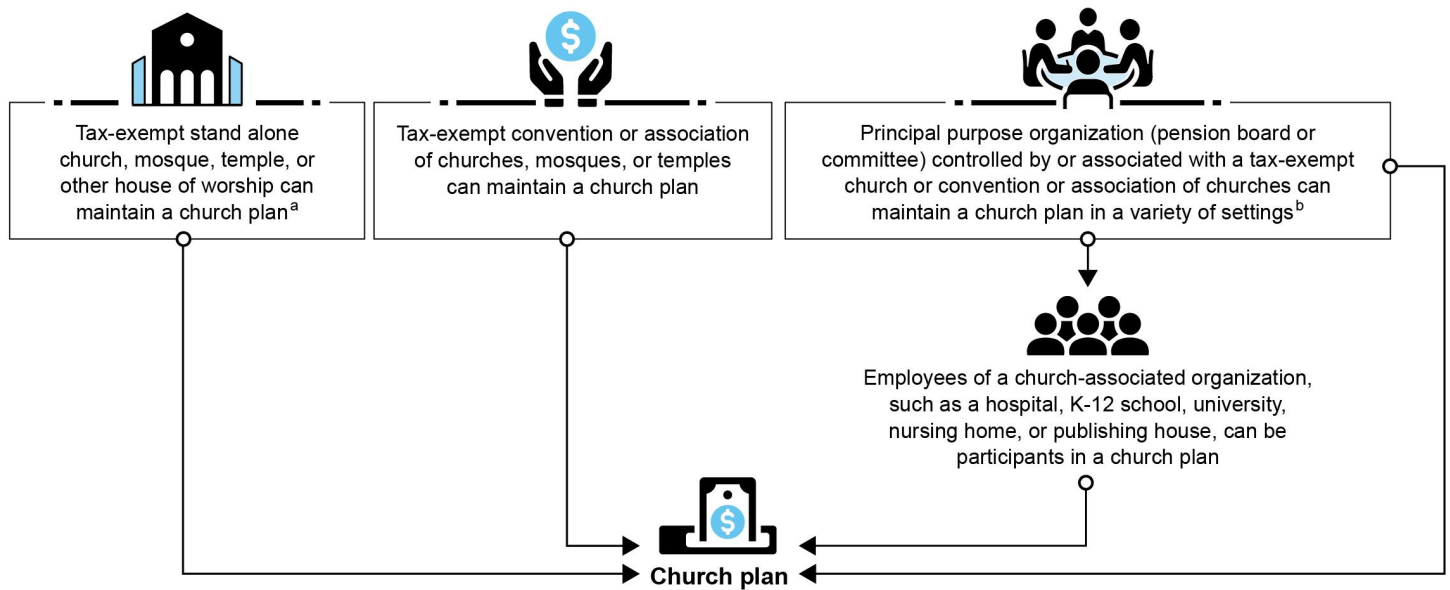 Tax-exempt stand alone
church, mosque, temple, or
other house of worship can
maintain a church plan a
$
Tax-exempt convention or association
of churches, mosques, or temples
can maintain a church plan
Principal purpose organization (pension board or
committee) controlled by or associated with a tax-exempt
church or convention or association of churches can
maintain a church plan in a variety of settings b
Employees of a church-associated organization,
such as a hospital, K-12 school, university,
nursing home, or publishing house, can be
participants in a church plan
$
Church plan